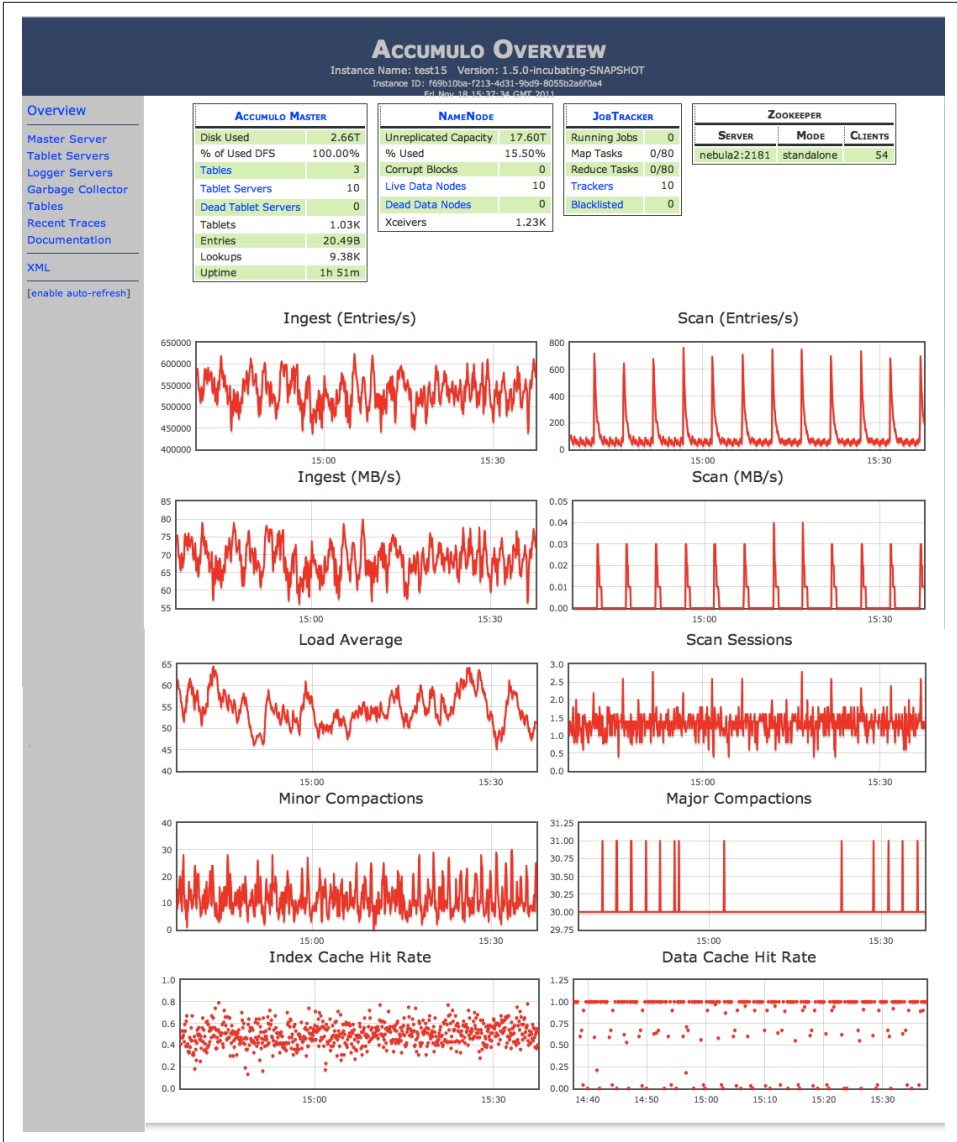 ACCUMULO OVERVIEW
Instance Name: test15 Version: 1.5.0-incubating-SNAPSHOT
Instance ID: f69b10ba-f213-4d31-9bd9-8055b2a6f0a4
Fri Nov 18 15:37:34 GMT 2011
Overview
Master Server
Tablet Servers
Logger Servers
Garbage Collector
Tables
Recent Traces
Documentation
XML
[enable auto-refresh]
ACCUMULO MASTER
Disk Used 2.66T
% of Used DFS 100.00%
Tables 3
Tablet Servers 10
Dead Tablet Servers 0
Tablets 1.03K
Entries 20.49B
Lookups 9.38K
Uptime 1h 51m
NAMENODE
Unreplicated Capacity 17.60T
% Used 15.50%
Corrupt Blocks 0
Live Data Nodes 10
Dead Data Nodes 0
Xceivers 1.23K
JOBTRACKER
Running Jobs 0
Map Tasks 0/80
Reduce Tasks 0/80
Trackers 10
Blacklisted 0
ZOOKEEPER
SERVER MODE CLIENTS
nebula2:2181 standalone 54
Ingest (Entries/s)
650000
600000
550000
500000
450000
400000
15:00 15:30
Scan (Entries/s)
800
600
400
200
0
15:00 15:30
Ingest (MB/s)
85
80
75
70
65
60
55
15:00 15:30
Scan (MB/s)
0.05
0.04
0.03
0.02
0.01
0.00
15:00 15:30
Load Average
65
60
55
50
45
40
15:00 15:30
Scan Sessions
3.0
2.5
2.0
1.5
1.0
0.5
0.0
15:00 15:30
Minor Compactions
40
30
20
10
0
15:00 15:30
Major Compactions
31.25
31.00
30.75
30.50
30.25
30.00
29.75
15:00 15:30
Index Cache Hit Rate
1.0
0.8
0.6
0.4
0.2
0.0
15:00 15:30
Data Cache Hit Rate
1.25
1.00
0.75
0.50
0.25
0.00
14:40 14:50 15:00 15:10 15:20 15:30